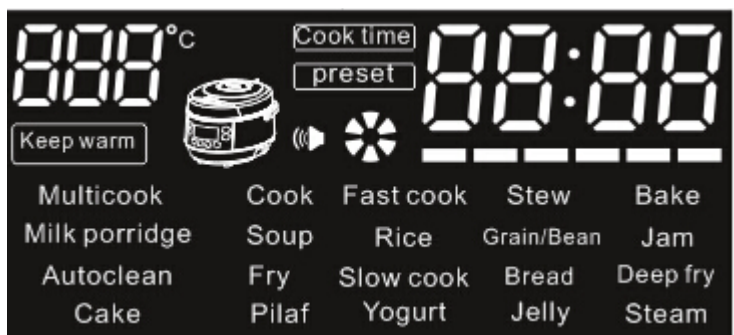 888°C Cook time 88:88
preset
Keep warm
Multicook Cook Fast cook Stew Bake
Milk porridge Soup Rice Grain/Bean Jam
Autoclean Fry Slow cook Bread Deep fry
Cake Pilaf Yogurt Jelly Steam